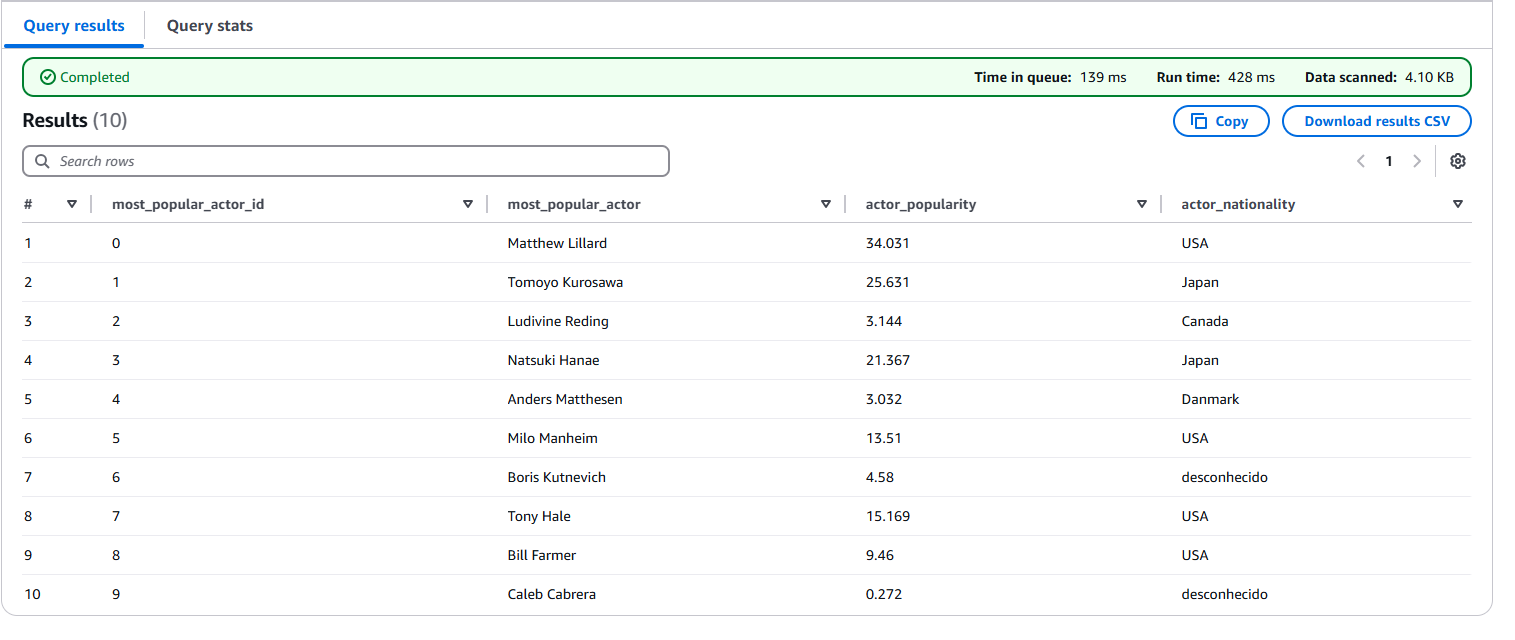 Query results Query stats
Completed Time in queue: 139 ms Run time: 428 ms Data scanned: 4.10 KB
Results (10) Copy Download results CSV
Search rows 1
# most_popular_actor_id most_popular_actor actor_popularity actor_nationality
1 0 Matthew Lillard 34.031 USA
2 1 Tomoyo Kurosawa 25.631 Japan
3 2 Ludivine Reding 3.144 Canada
4 3 Natsuki Hanae 21.367 Japan
5 4 Anders Matthesen 3.032 Danmark
6 5 Milo Manheim 13.51 USA
7 6 Boris Kutnevich 4.58 desconhecido
8 7 Tony Hale 15.169 USA
9 8 Bill Farmer 9.46 USA
10 9 Caleb Cabrera 0.272 desconhecido